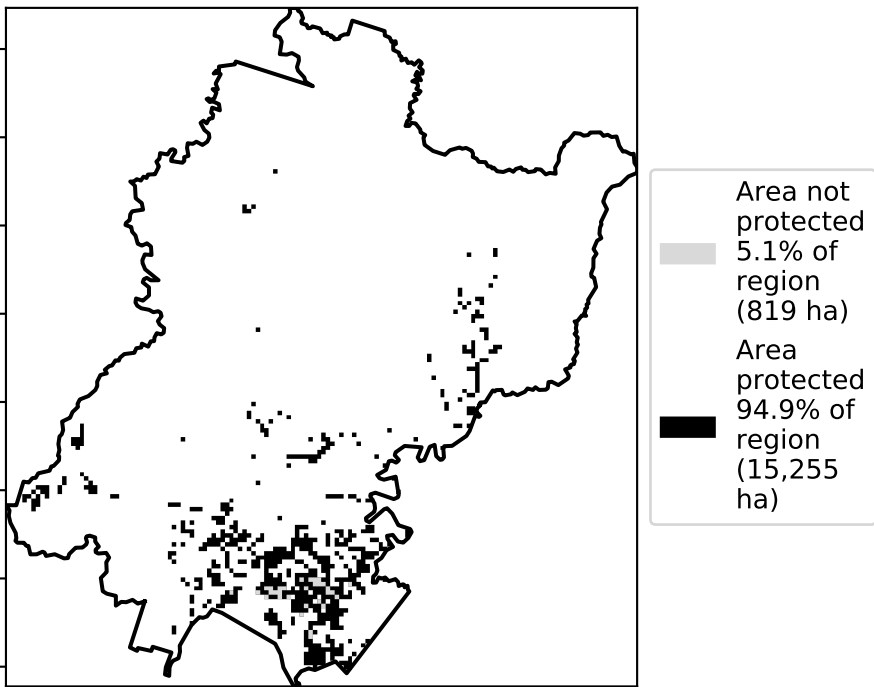 Area not
protected
5.1% of
region
(819 ha)
Area
protected
94.9% of
region
(15,255
ha)